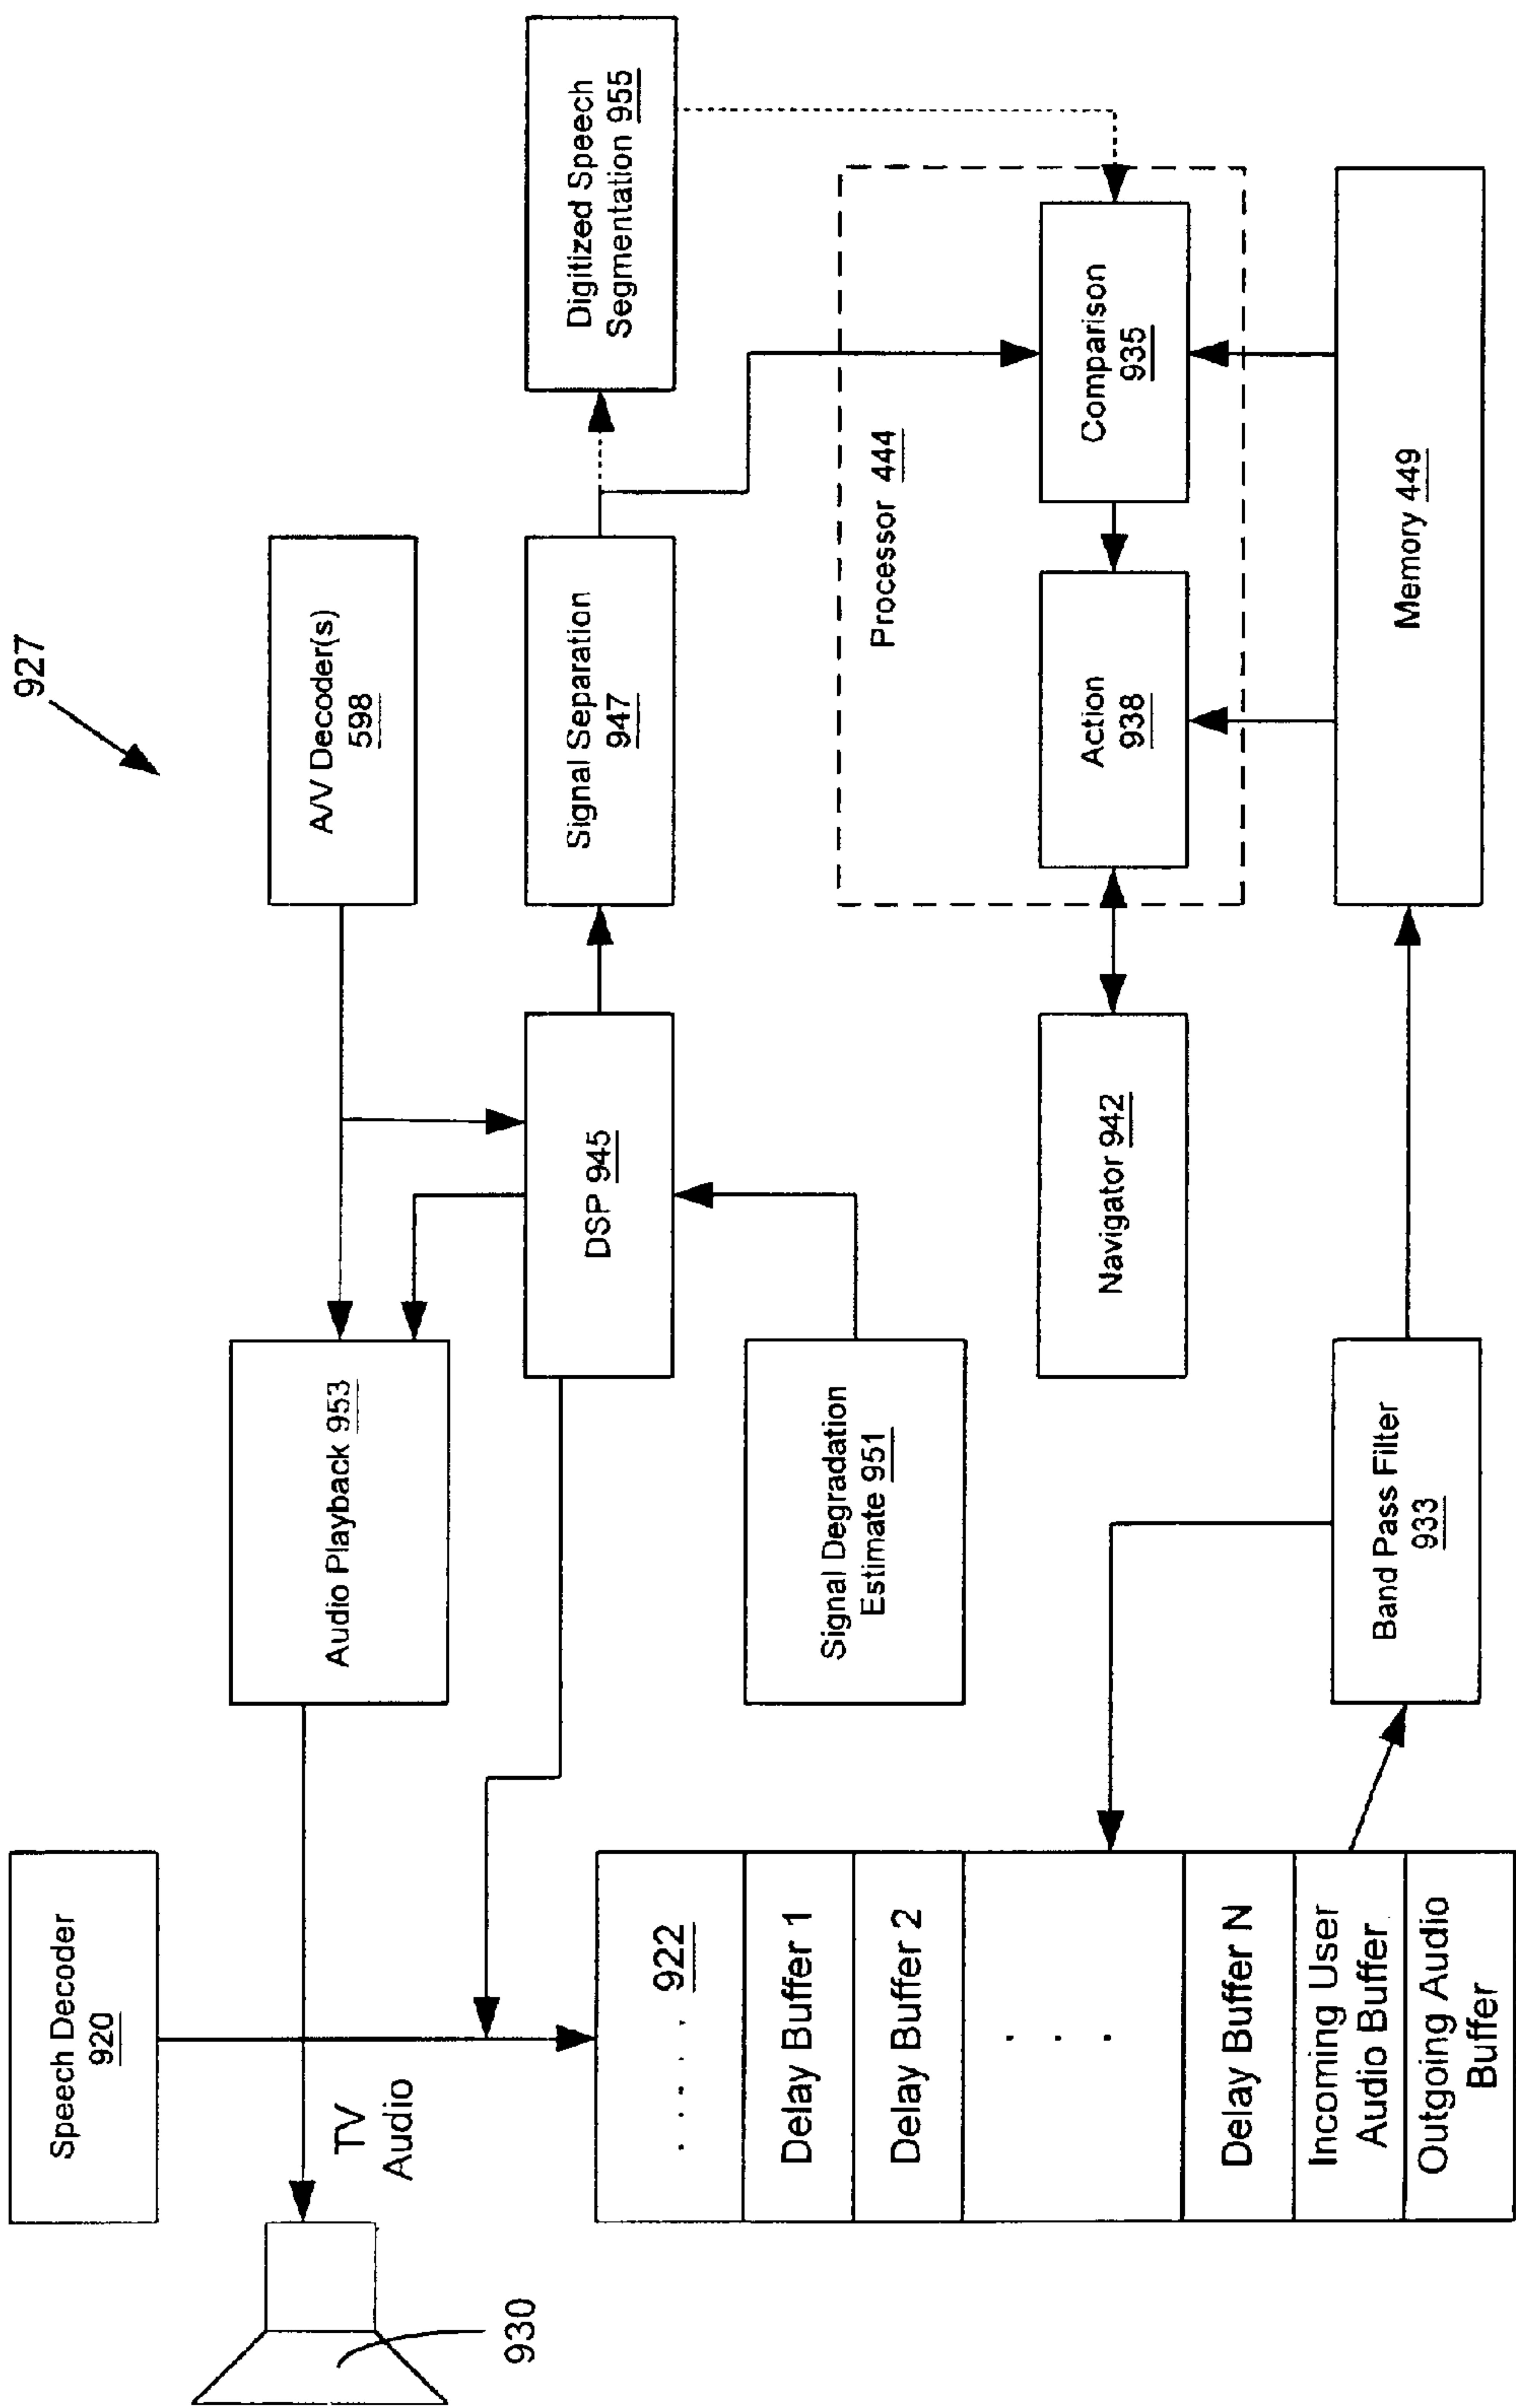 927
Speech Decoder
920
TV
Audio
930
Audio Playback 953
A/V Decoder(s)
598
DSP 945
Signal Separation
947
Digitized Speech
Segmentation 955
Signal Degradation
Estimate 951
Processor 444
Navigator 942
Action
938
Comparison
935
Band Pass Filter
933
Memory 449
. . . . . 922
Delay Buffer 1
Delay Buffer 2
. . .
Delay Buffer N
Incoming User
Audio Buffer
Outgoing Audio
Buffer